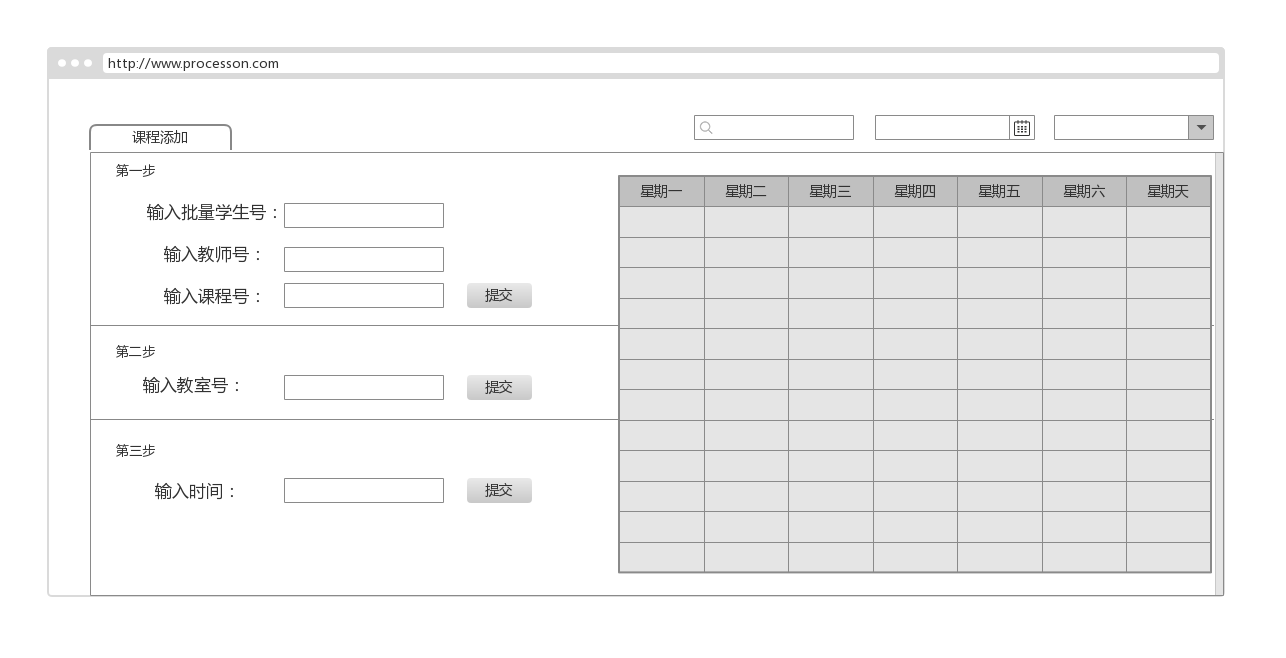 http://www.processon.com
课程添加
第一步
星期一 星期二 星期三 星期四 星期五 星期六 星期天
输入批量学生号：
输入教师号：
输入课程号： 提交
第二步
输入教室号： 提交
第三步
输入时间： 提交